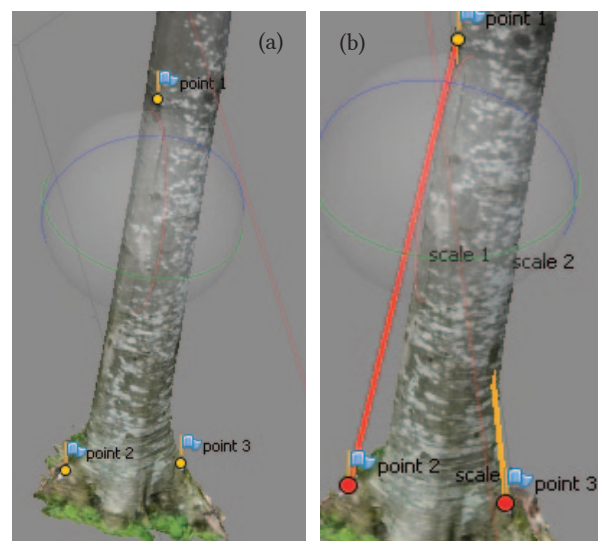 (a)
point 1
point 2
point 3
(b)
point 1
scale 1
scale 2
point 2
scale
point 3